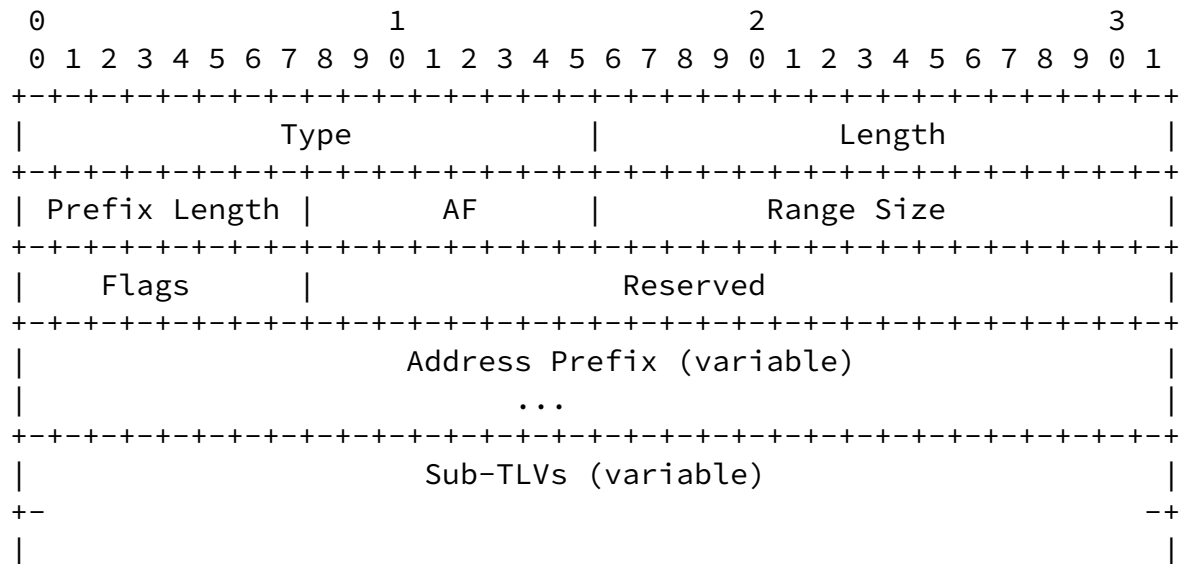 0                   1                   2                   3
 0 1 2 3 4 5 6 7 8 9 0 1 2 3 4 5 6 7 8 9 0 1 2 3 4 5 6 7 8 9 0 1
+-+-+-+-+-+-+-+-+-+-+-+-+-+-+-+-+-+-+-+-+-+-+-+-+-+-+-+-+-+-+-+-+
|              Type             |             Length            |
+-+-+-+-+-+-+-+-+-+-+-+-+-+-+-+-+-+-+-+-+-+-+-+-+-+-+-+-+-+-+-+-+
| Prefix Length |       AF      |         Range Size            |
+-+-+-+-+-+-+-+-+-+-+-+-+-+-+-+-+-+-+-+-+-+-+-+-+-+-+-+-+-+-+-+-+
|    Flags      |                Reserved                       |
+-+-+-+-+-+-+-+-+-+-+-+-+-+-+-+-+-+-+-+-+-+-+-+-+-+-+-+-+-+-+-+-+
|                     Address Prefix (variable)                 |
|                           ...                                 |
+-+-+-+-+-+-+-+-+-+-+-+-+-+-+-+-+-+-+-+-+-+-+-+-+-+-+-+-+-+-+-+-+
|                      Sub-TLVs (variable)                      |
+-                                                             -+
|                                                               |